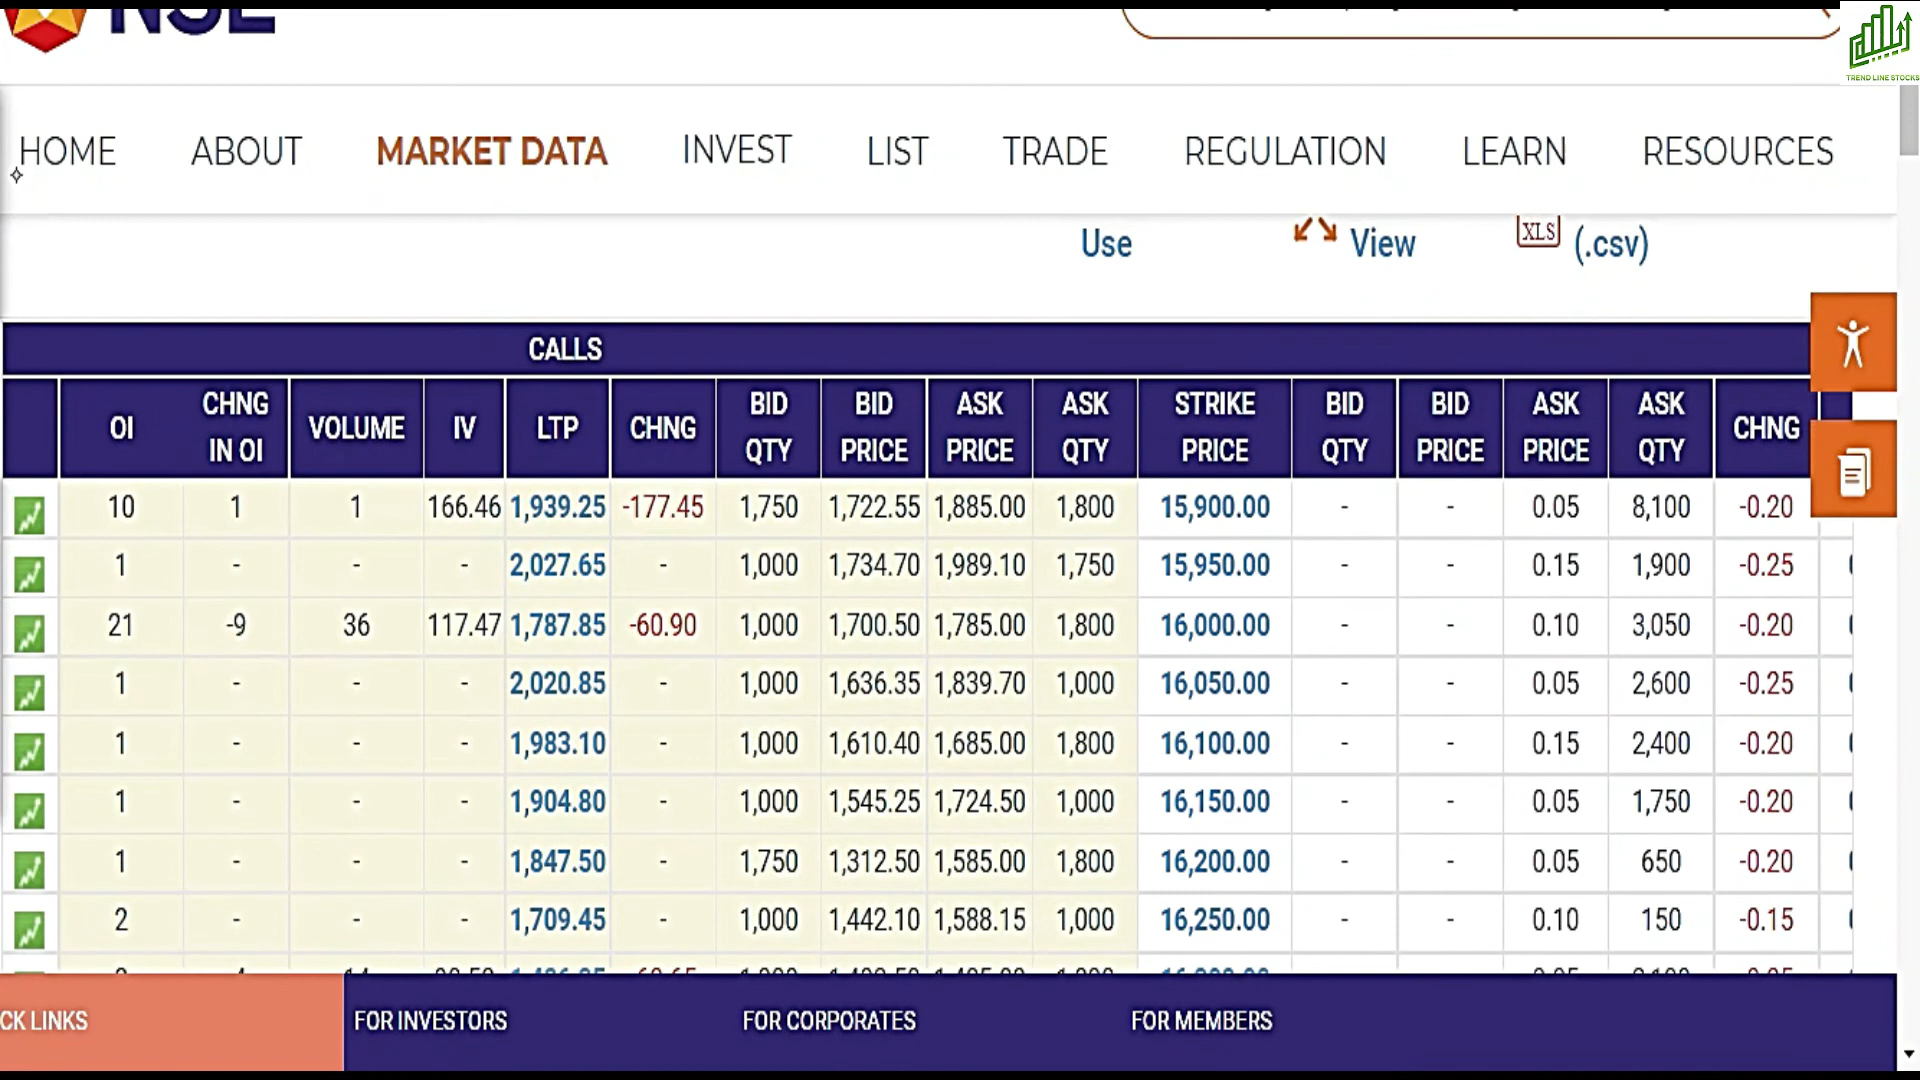 NSE
TREND LINE STOCKS
HOME ABOUT MARKET DATA INVEST LIST TRADE REGULATION LEARN RESOURCES
Use View XLS (.csv)
CALLS
OI CHNG IN OI VOLUME IV LTP CHNG BID QTY BID PRICE ASK PRICE ASK QTY STRIKE PRICE BID QTY BID PRICE ASK PRICE ASK QTY CHNG
10 1 1 166.46 1,939.25 -177.45 1,750 1,722.55 1,885.00 1,800 15,900.00 - - 0.05 8,100 -0.20
1 - - - 2,027.65 - 1,000 1,734.70 1,989.10 1,750 15,950.00 - - 0.15 1,900 -0.25
21 -9 36 117.47 1,787.85 -60.90 1,000 1,700.50 1,785.00 1,800 16,000.00 - - 0.10 3,050 -0.20
1 - - - 2,020.85 - 1,000 1,636.35 1,839.70 1,000 16,050.00 - - 0.05 2,600 -0.25
1 - - - 1,983.10 - 1,000 1,610.40 1,685.00 1,800 16,100.00 - - 0.15 2,400 -0.20
1 - - - 1,904.80 - 1,000 1,545.25 1,724.50 1,000 16,150.00 - - 0.05 1,750 -0.20
1 - - - 1,847.50 - 1,750 1,312.50 1,585.00 1,800 16,200.00 - - 0.05 650 -0.20
2 - - - 1,709.45 - 1,000 1,442.10 1,588.15 1,000 16,250.00 - - 0.10 150 -0.15
CK LINKS FOR INVESTORS FOR CORPORATES FOR MEMBERS